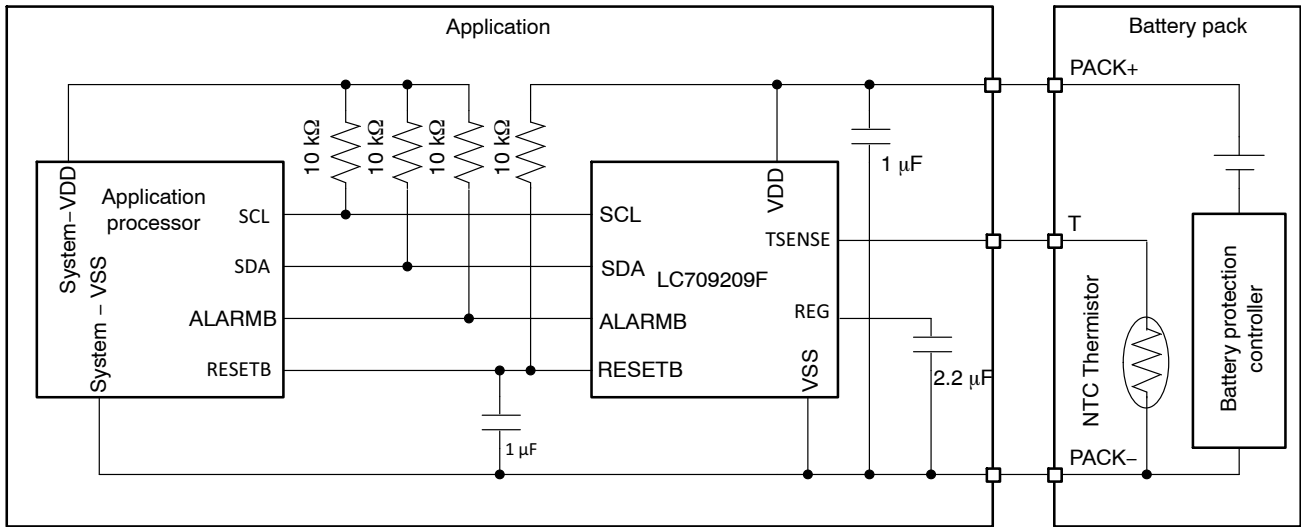 Application
Battery pack
PACK+
10 kΩ
10 kΩ
10 kΩ
10 kΩ
1 μF
System−VDD
Application
processor
VDD
SCL
SCL
T
TSENSE
SDA
SDA
LC709209F
System − VSS
REG
ALARMB
ALARMB
NTC Thermistor
Battery protection
controller
RESETB
RESETB
VSS
2.2 μF
1 μF
PACK−